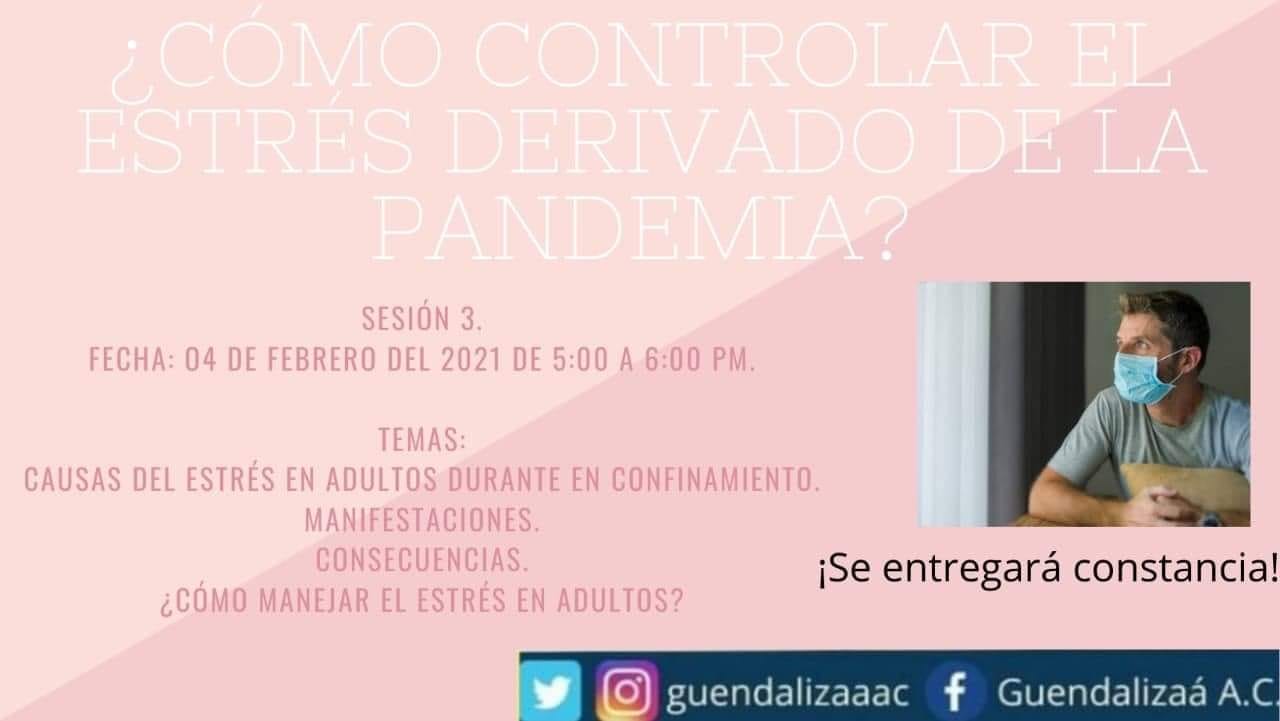 ¿CÓMO CONTROLAR EL
ESTRÉS DERIVADO DE LA
PANDEMIA?
SESIÓN 3.
FECHA: 04 DE FEBRERO DEL 2021 DE 5:00 A 6:00 PM.
TEMAS:
CAUSAS DEL ESTRÉS EN ADULTOS DURANTE EN CONFINAMIENTO.
MANIFESTACIONES.
CONSECUENCIAS.
¿CÓMO MANEJAR EL ESTRÉS EN ADULTOS?
¡Se entregará constancia!
guendalizaaac
Guendalizaá A.C.